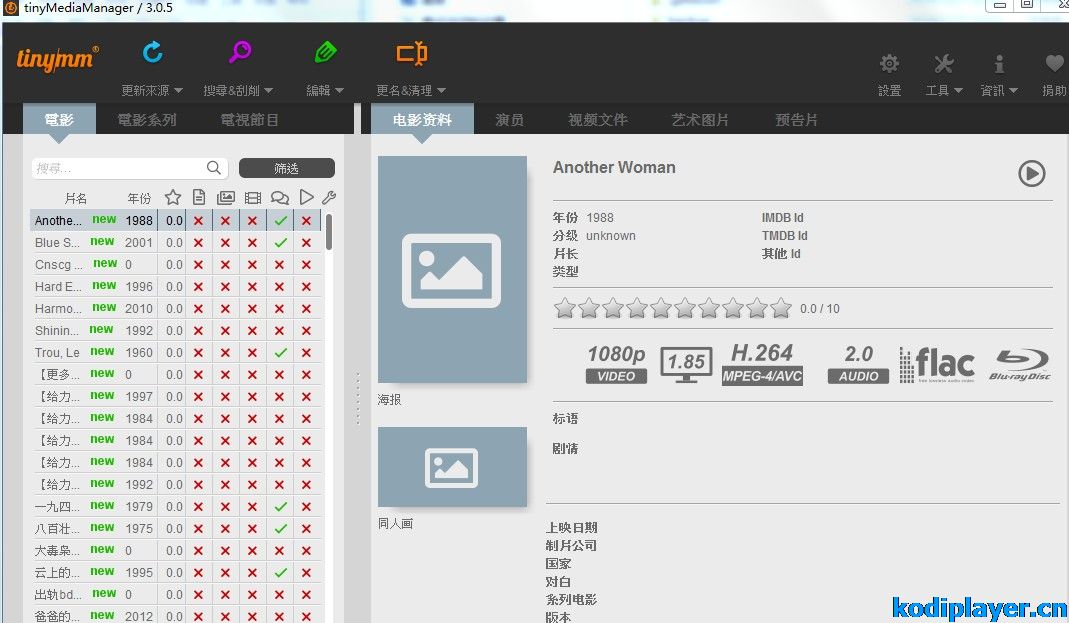 tinyMediaManager / 3.0.5
tinymm®
更新來源 搜尋&刮削 編輯 更名&清理 設置 工具 資訊 捐助
電影 電影系列 電視節目 电影资料 演员 视频文件 艺术图片 预告片
搜尋... 筛选
片名 年份
Anothe... new 1988 0.0
Blue S... new 2001 0.0
Cnscg ... new 0 0.0
Hard E... new 1996 0.0
Harmo... new 2010 0.0
Shinin... new 1992 0.0
Trou, Le new 1960 0.0
【更多... new 0 0.0
【给力... new 1997 0.0
【给力... new 1984 0.0
【给力... new 1984 0.0
【给力... new 1984 0.0
【给力... new 1992 0.0
一九四... new 1979 0.0
八百壮... new 1975 0.0
大毒枭... new 0 0.0
云上的... new 1995 0.0
出轨bd... new 0 0.0
爸爸的... new 2012 0.0
海报
同人画
Another Woman
年份 1988 IMDB Id
分级 unknown TMDB Id
片长 其他 Id
类型
0.0 / 10
1080p VIDEO 1.85 H.264 MPEG-4/AVC 2.0 AUDIO flac free lossless audio codec Blu-ray Disc
标语
剧情
上映日期
制片公司
国家
对白
系列电影
版本
kodiplayer.cn